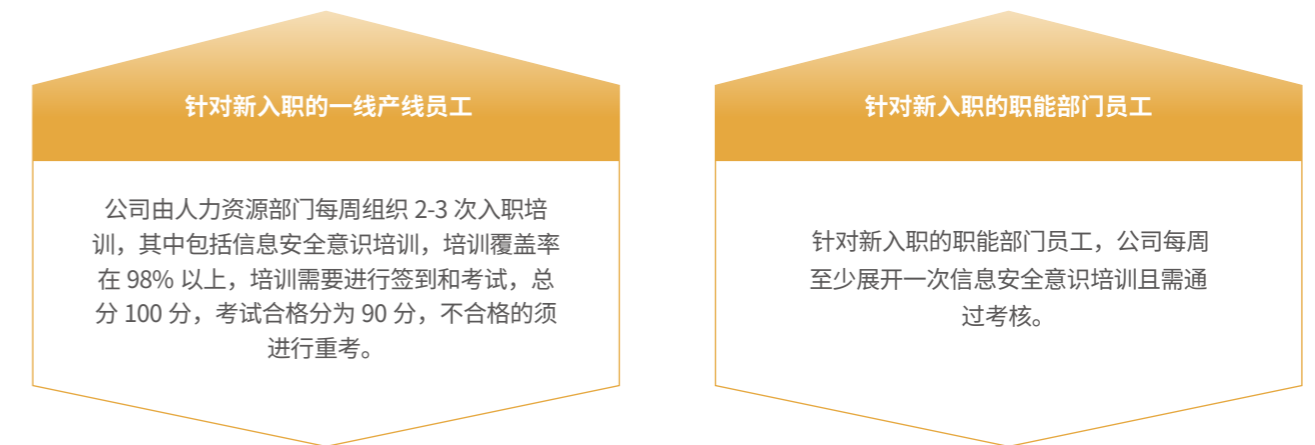 针对新入职的一线产线员工
公司由人力资源部门每周组织 2-3 次入职培
训，其中包括信息安全意识培训，培训覆盖率
在 98% 以上，培训需要进行签到和考试，总
分 100 分，考试合格分为 90 分，不合格的须
进行重考。
针对新入职的职能部门员工
针对新入职的职能部门员工，公司每周
至少展开一次信息安全意识培训且需通
过考核。